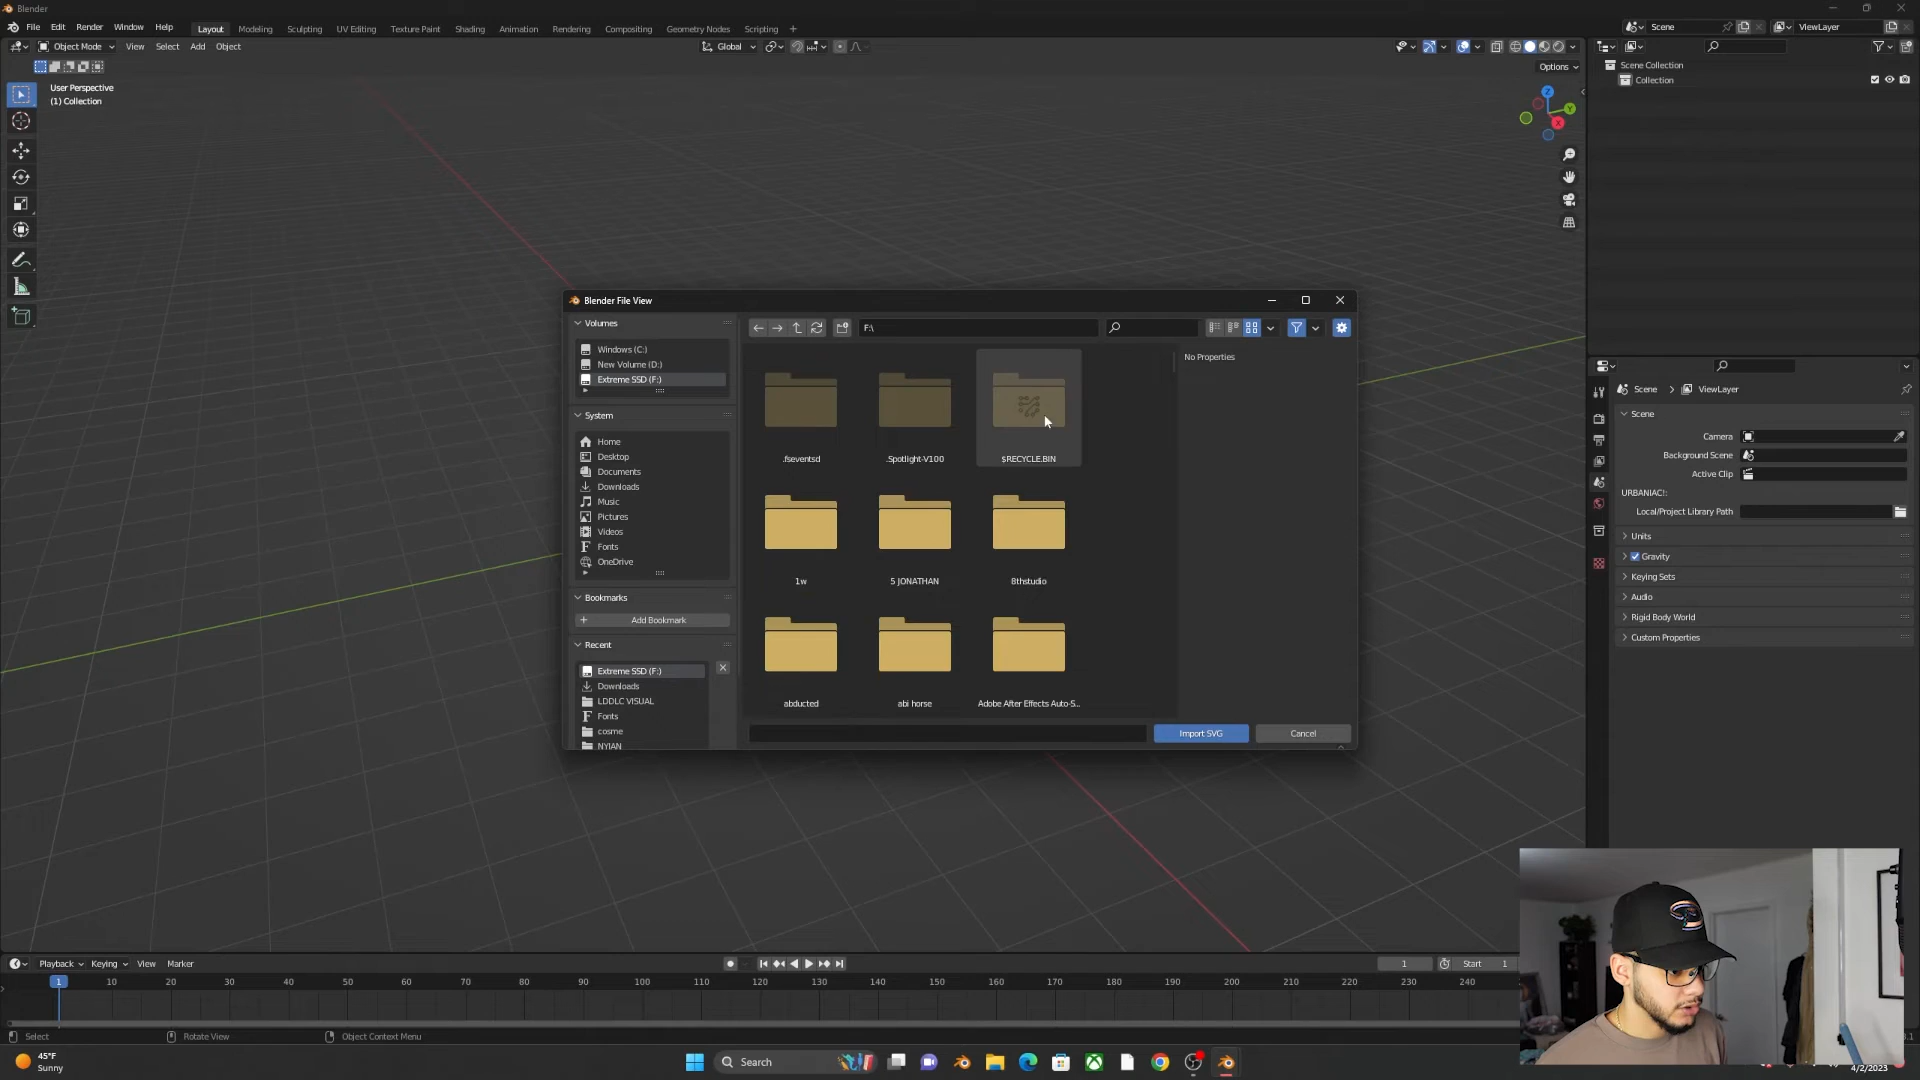 Blender
File Edit Render Window Help
Layout Modeling Sculpting UV Editing Texture Paint Shading Animation Rendering Compositing Geometry Nodes Scripting +
Scene
ViewLayer
Object Mode View Select Add Object
Global
Options
User Perspective
(1) Collection
Z
Y
X
Scene Collection
Collection
Blender File View
Volumes
Windows (C:)
New Volume (D:)
Extreme SSD (F:)
System
Home
Desktop
Documents
Downloads
Music
Pictures
Videos
Fonts
OneDrive
Bookmarks
+ Add Bookmark
Recent
Extreme SSD (F:)
Downloads
LDDLC VISUAL
Fonts
cosme
NYIAN
F:\
.fseventsd .Spotlight-V100 $RECYCLE.BIN
1w 5 JONATHAN 8thstudio
abducted abi horse Adobe After Effects Auto-S...
No Properties
Import SVG Cancel
Scene > ViewLayer
Scene
Camera
Background Scene
Active Clip
URBANIAC!:
Local/Project Library Path
Units
Gravity
Keying Sets
Audio
Rigid Body World
Custom Properties
Playback Keying View Marker
1 Start 1
1 10 20 30 40 50 60 70 80 90 100 110 120 130 140 150 160 170 180 190 200 210 220 230 240
Select Rotate View Object Context Menu
45°F
Sunny
Search
4/2/2023